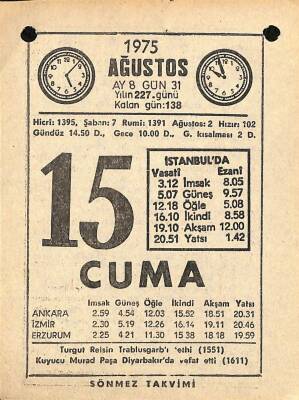 1975
AĞUSTOS
AY 8 GÜN 31
Yılın 227. günü
Kalan gün: 138
Hicri: 1395, Şaban: 7 Rumi: 1391 Ağustos: 2 Hızır: 102
Gündüz 14.50 D., Gece 10.00 D., G. kısalması 2 D.
15
İSTANBUL'DA
Vasati Ezani
3.12 İmsak 8.05
5.07 Güneş 9.57
12.18 Öğle 5.08
16.10 İkindi 8.58
19.10 Akşam 12.00
20.51 Yatsı 1.42
CUMA
İmsak Güneş Öğle İkindi Akşam Yatsı
ANKARA 2.59 4.54 12.03 15.52 18.51 20.31
İZMİR 2.30 5.19 12.26 16.14 19.11 20.46
ERZURUM 2.25 4.21 11.30 15.38 18.18 19.59
Turgut Reisin Trablusgarb'ı fethi (1551)
Kuyucu Murad Paşa Diyarbakır'da vefat etti (1611)
SÖNMEZ TAKVİMİ